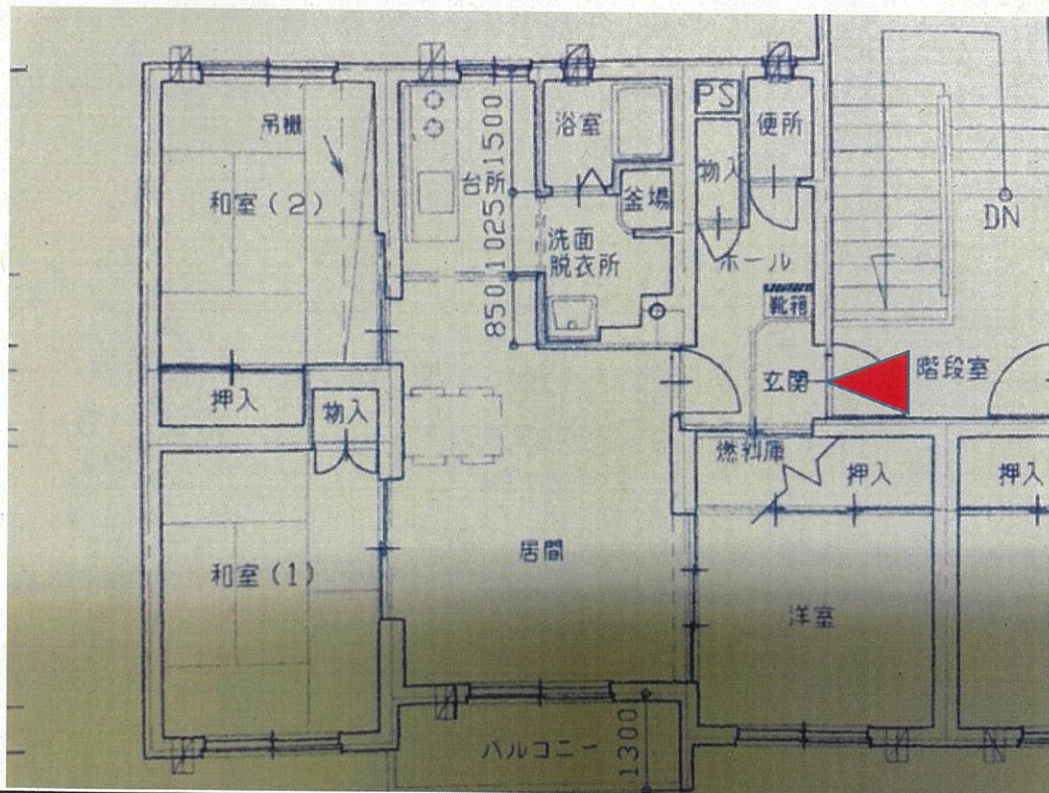 吊棚
和室(2)
台所
1500
1025
850
浴室
釜場
洗面
脱衣所
PS
物入
便所
ホール
靴箱
玄関
DN
階段室
押入
物入
燃料庫
押入
押入
和室(1)
居間
洋室
バルコニー
1300